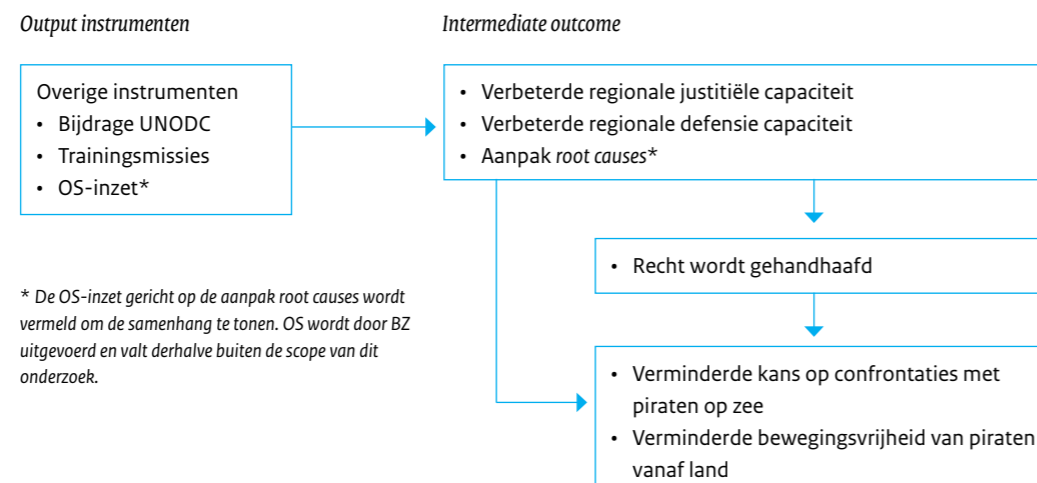 Output instrumenten
Intermediate outcome
Overige instrumenten
• Bijdrage UNODC
• Trainingsmissies
• OS-inzet*
• Verbeterde regionale justitiële capaciteit
• Verbeterde regionale defensie capaciteit
• Aanpak root causes*
• Recht wordt gehandhaafd
* De OS-inzet gericht op de aanpak root causes wordt
vermeld om de samenhang te tonen. OS wordt door BZ
uitgevoerd en valt derhalve buiten de scope van dit
onderzoek.
• Verminderde kans op confrontaties met
piraten op zee
• Verminderde bewegingsvrijheid van piraten
vanaf land